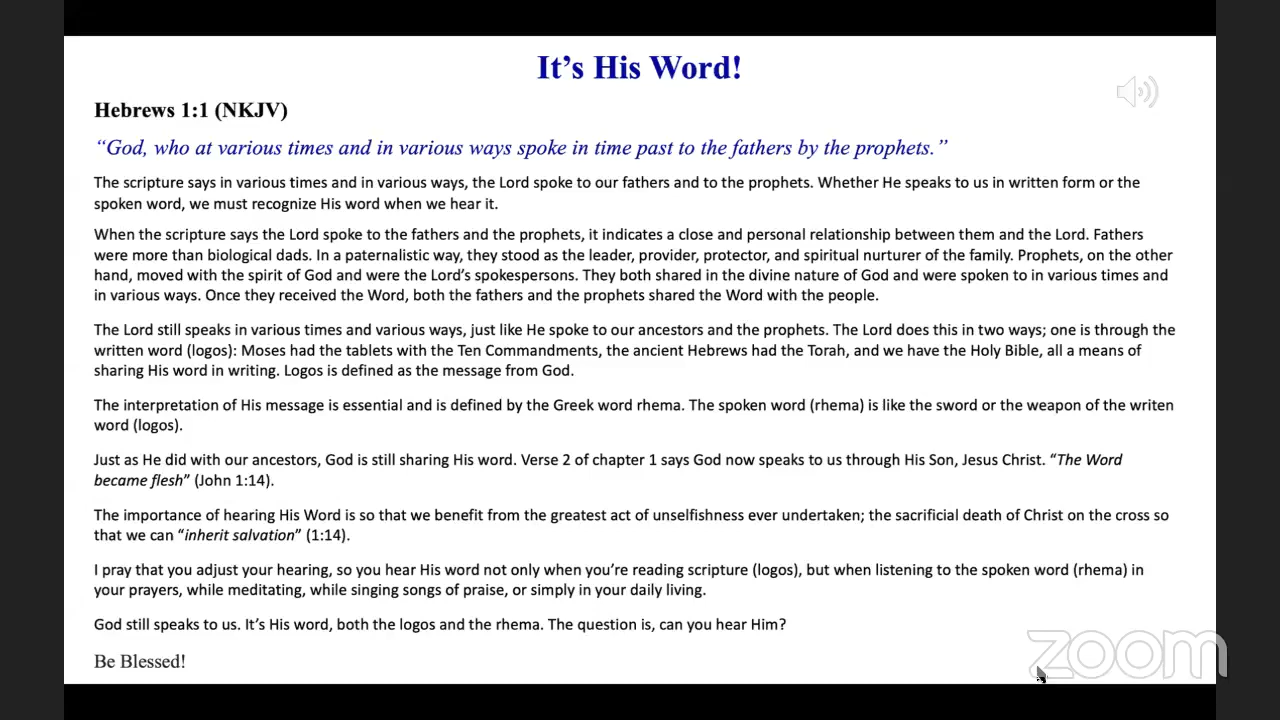 It's His Word!
Hebrews 1:1 (NKJV)
“God, who at various times and in various ways spoke in time past to the fathers by the prophets.”
The scripture says in various times and in various ways, the Lord spoke to our fathers and to the prophets. Whether He speaks to us in written form or the
spoken word, we must recognize His word when we hear it.
When the scripture says the Lord spoke to the fathers and the prophets, it indicates a close and personal relationship between them and the Lord. Fathers
were more than biological dads. In a paternalistic way, they stood as the leader, provider, protector, and spiritual nurturer of the family. Prophets, on the other
hand, moved with the spirit of God and were the Lord's spokespersons. They both shared in the divine nature of God and were spoken to in various times and
in various ways. Once they received the Word, both the fathers and the prophets shared the Word with the people.
The Lord still speaks in various times and various ways, just like He spoke to our ancestors and the prophets. The Lord does this in two ways; one is through the
written word (logos): Moses had the tablets with the Ten Commandments, the ancient Hebrews had the Torah, and we have the Holy Bible, all a means of
sharing His word in writing. Logos is defined as the message from God.
The interpretation of His message is essential and is defined by the Greek word rhema. The spoken word (rhema) is like the sword or the weapon of the writen
word (logos).
Just as He did with our ancestors, God is still sharing His word. Verse 2 of chapter 1 says God now speaks to us through His Son, Jesus Christ. “The Word
became flesh” (John 1:14).
The importance of hearing His Word is so that we benefit from the greatest act of unselfishness ever undertaken; the sacrificial death of Christ on the cross so
that we can “inherit salvation” (1:14).
I pray that you adjust your hearing, so you hear His word not only when you're reading scripture (logos), but when listening to the spoken word (rhema) in
your prayers, while meditating, while singing songs of praise, or simply in your daily living.
God still speaks to us. It's His word, both the logos and the rhema. The question is, can you hear Him?
Be Blessed!
zoom